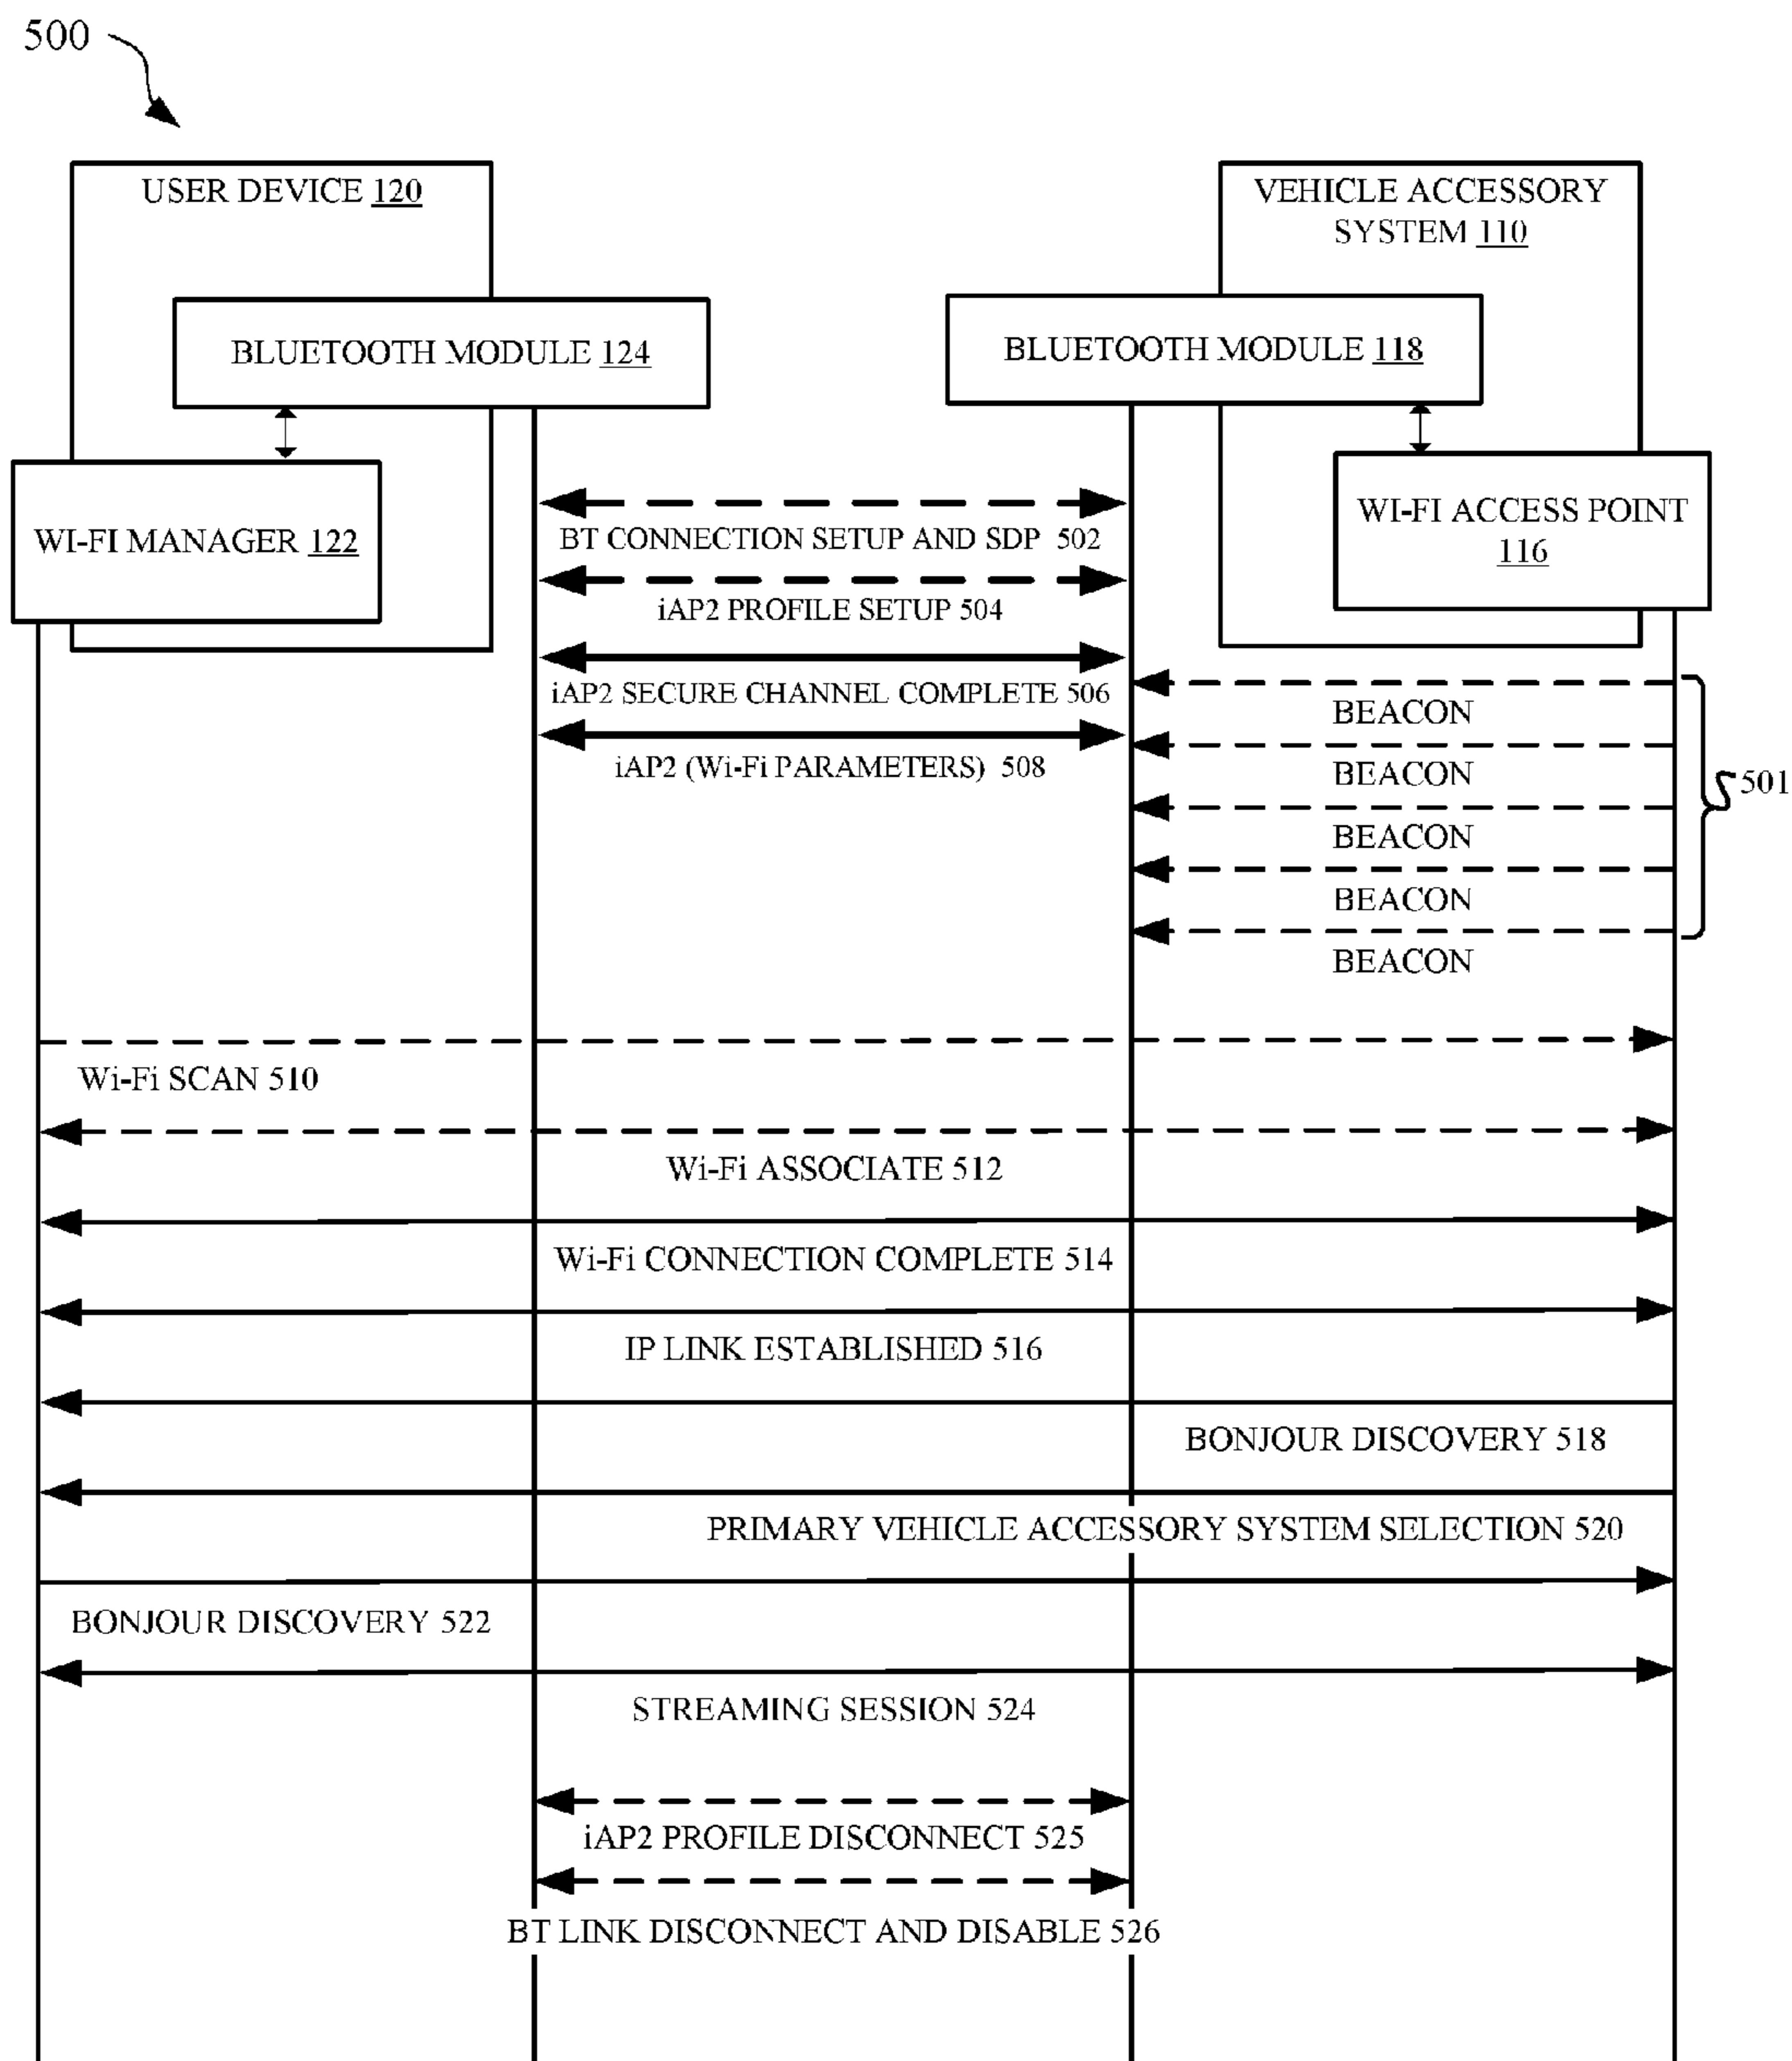 500
USER DEVICE 120
VEHICLE ACCESSORY
SYSTEM 110
BLUETOOTH MODULE 124
BLUETOOTH MODULE 118
WI-FI MANAGER 122
WI-FI ACCESS POINT
116
BT CONNECTION SETUP AND SDP 502
iAP2 PROFILE SETUP 504
iAP2 SECURE CHANNEL COMPLETE 506
iAP2 (Wi-Fi PARAMETERS) 508
BEACON
BEACON
BEACON
BEACON
BEACON
501
Wi-Fi SCAN 510
Wi-Fi ASSOCIATE 512
Wi-Fi CONNECTION COMPLETE 514
IP LINK ESTABLISHED 516
BONJOUR DISCOVERY 518
PRIMARY VEHICLE ACCESSORY SYSTEM SELECTION 520
BONJOUR DISCOVERY 522
STREAMING SESSION 524
iAP2 PROFILE DISCONNECT 525
BT LINK DISCONNECT AND DISABLE 526